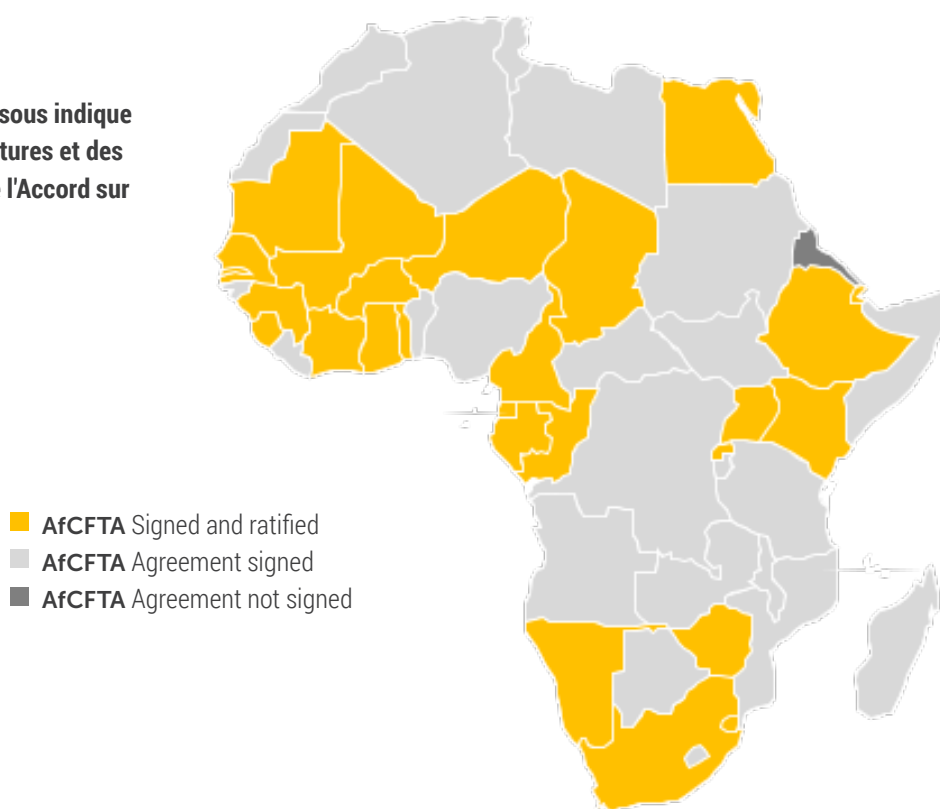 sous indique
tures et des
l'Accord sur
AfCFTA Signed and ratified
AfCFTA Agreement signed
AfCFTA Agreement not signed